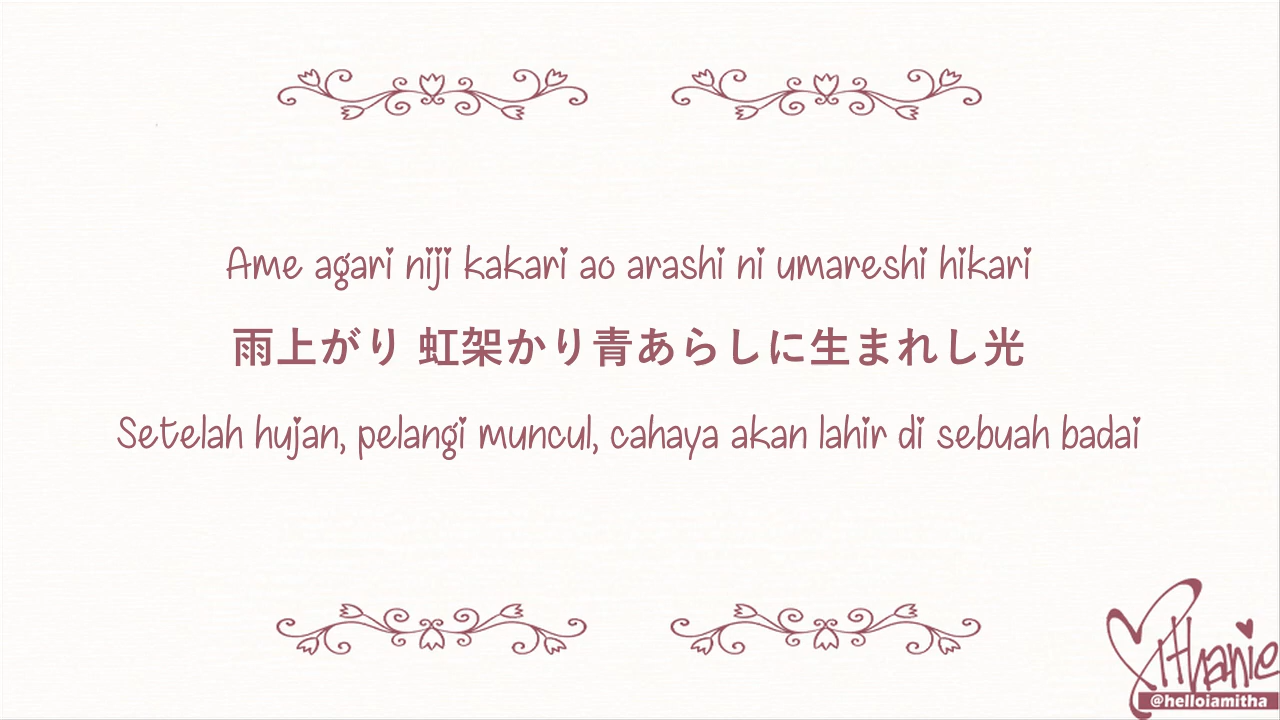 Ame agari niji kakari ao arashi ni umareshi hikari
雨上がり 虹架かり青あらしに生まれし光
Setelah hujan, pelangi muncul, cahaya akan lahir di sebuah badai
Mithanie
@helloiamitha